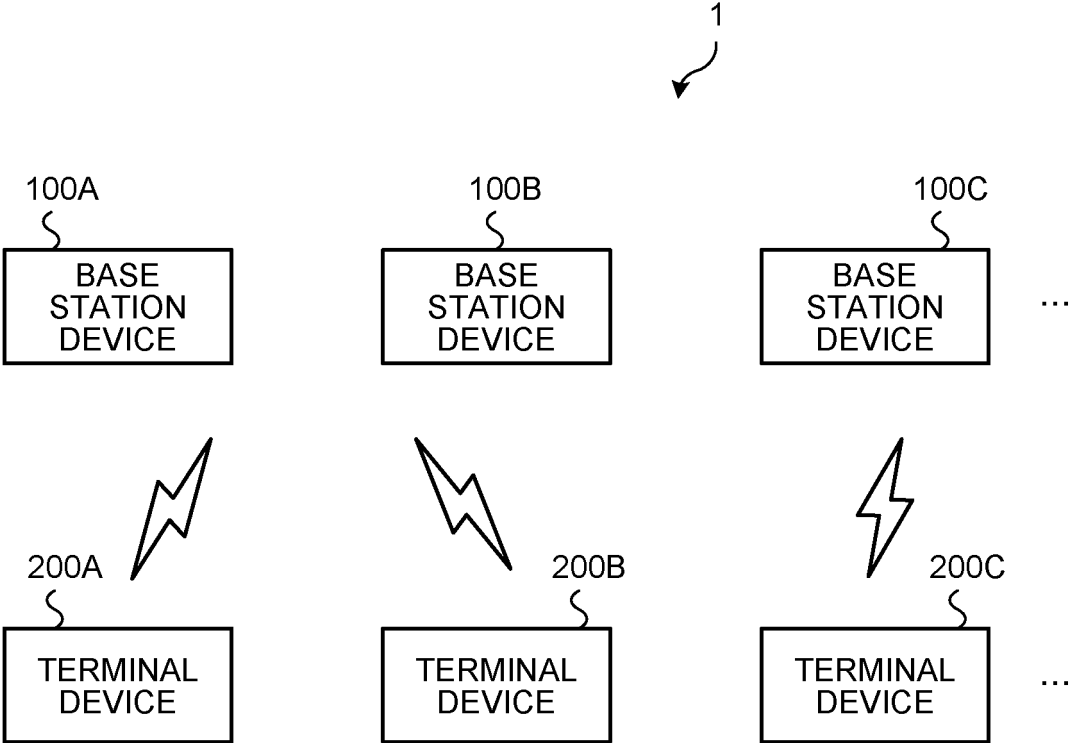 1
100A
100B
100C
BASE
STATION
DEVICE
BASE
STATION
DEVICE
BASE
STATION
DEVICE
...
200A
200B
200C
TERMINAL
DEVICE
TERMINAL
DEVICE
TERMINAL
DEVICE
...